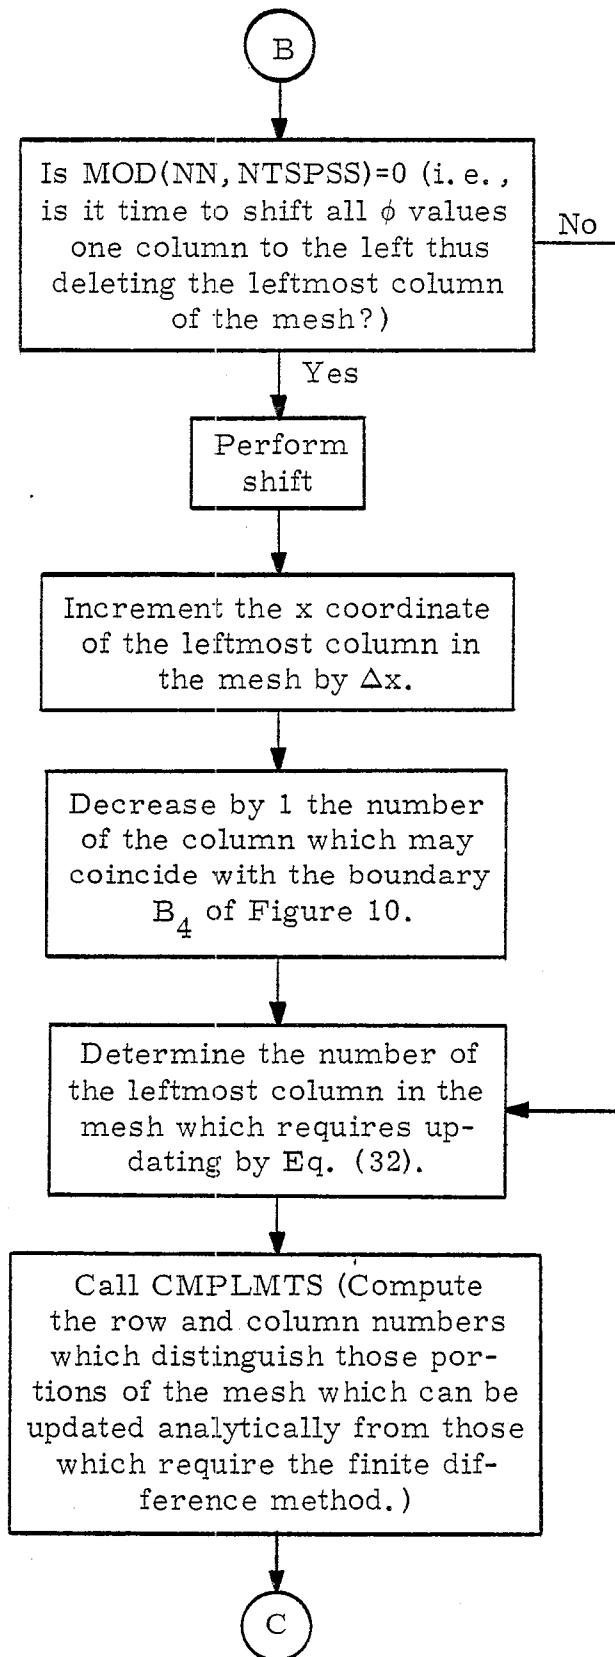 B
Is MOD(NN, NTSPSS)=0 (i.e.,
is it time to shift all ϕ values
one column to the left thus
deleting the leftmost column
of the mesh?)
No
Yes
Perform
shift
Increment the x coordinate
of the leftmost column in
the mesh by Δx.
Decrease by 1 the number
of the column which may
coincide with the boundary
B₄ of Figure 10.
Determine the number of
the leftmost column in the
mesh which requires up-
dating by Eq. (32).
Call CMPLMTS (Compute
the row and column numbers
which distinguish those por-
tions of the mesh which can be
updated analytically from those
which require the finite dif-
ference method.)
C